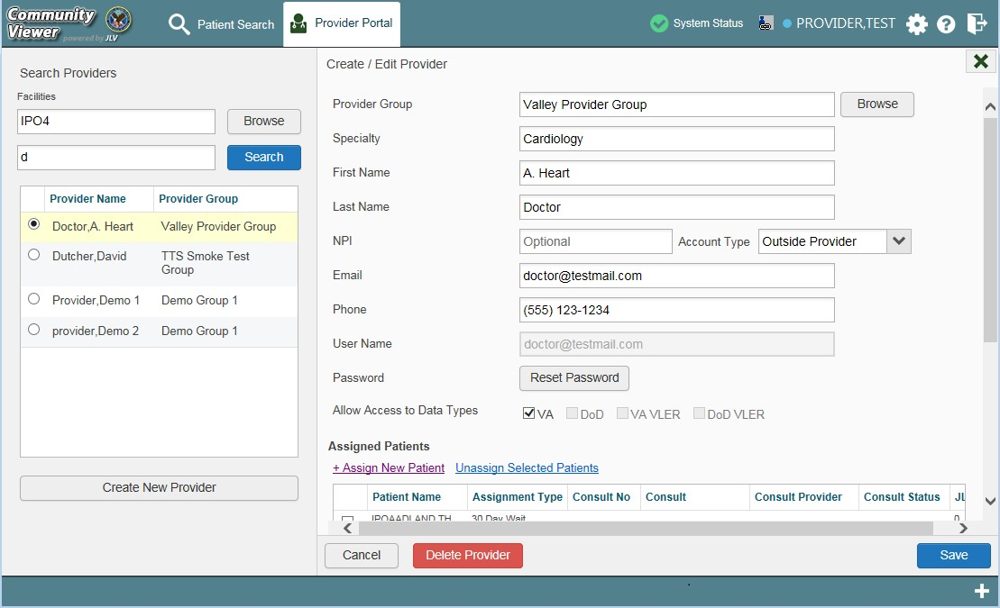 Community
Viewer powered by JLV
Patient Search
Provider Portal
System Status
PROVIDER,TEST
Search Providers
Facilities
IPO4
Browse
d
Search
Provider Name Provider Group
Doctor,A. Heart Valley Provider Group
Dutcher,David TTS Smoke Test
Group
Provider,Demo 1 Demo Group 1
provider,Demo 2 Demo Group 1
Create New Provider
Create / Edit Provider
Provider Group Valley Provider Group Browse
Specialty Cardiology
First Name A. Heart
Last Name Doctor
NPI Optional Account Type Outside Provider
Email doctor@testmail.com
Phone (555) 123-1234
User Name doctor@testmail.com
Password Reset Password
Allow Access to Data Types VA DoD VA VLER DoD VLER
Assigned Patients
+ Assign New Patient Unassign Selected Patients
Patient Name Assignment Type Consult No Consult Consult Provider Consult Status JL
30 Day Wait
Cancel Delete Provider Save